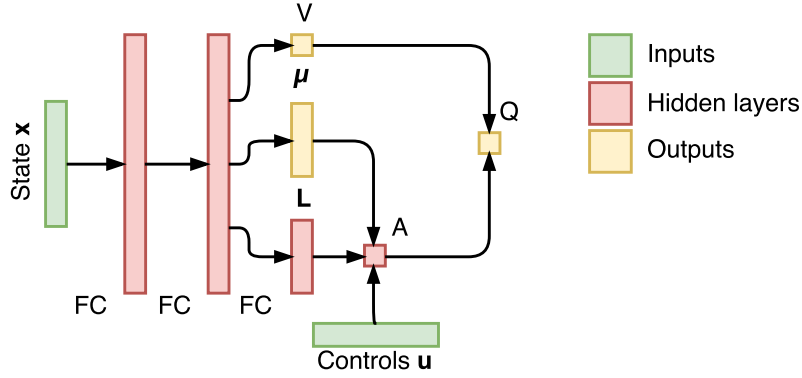 V
Inputs
μ
Hidden layers
Q
State x
Outputs
L
A
FC
FC
FC
Controls u